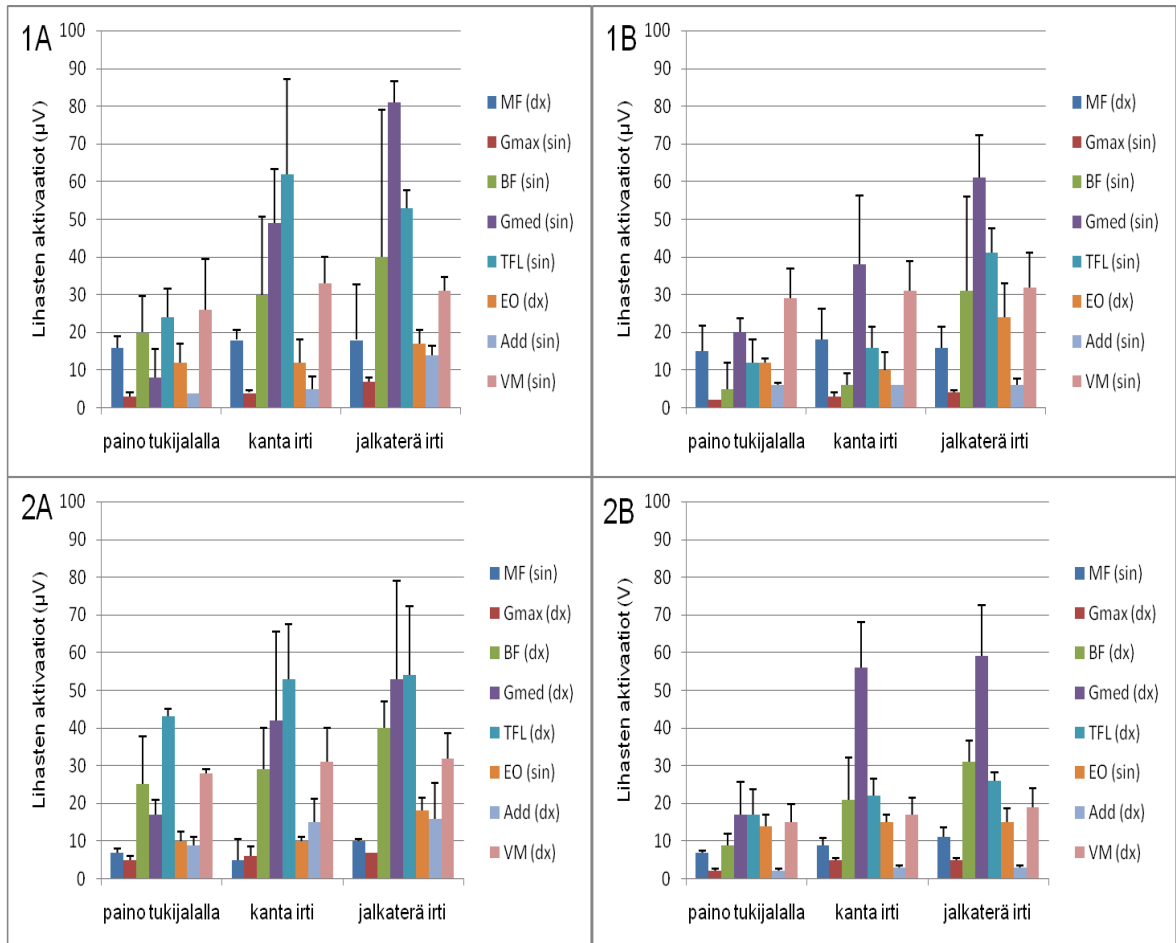 1A
Lihasten aktivaatiot (µV)
100
90
80
70
60
50
40
30
20
10
0
paino tukijalalla
kanta irti
jalkaterä irti
MF (dx)
Gmax (sin)
BF (sin)
Gmed (sin)
TFL (sin)
EO (dx)
Add (sin)
VM (sin)
1B
Lihasten aktivaatiot (µV)
100
90
80
70
60
50
40
30
20
10
0
paino tukijalalla
kanta irti
jalkaterä irti
MF (dx)
Gmax (sin)
BF (sin)
Gmed (sin)
TFL (sin)
EO (dx)
Add (sin)
VM (sin)
2A
Lihasten aktivaatiot (µV)
100
90
80
70
60
50
40
30
20
10
0
paino tukijalalla
kanta irti
jalkaterä irti
MF (sin)
Gmax (dx)
BF (dx)
Gmed (dx)
TFL (dx)
EO (sin)
Add (dx)
VM (dx)
2B
Lihasten aktivaatiot (V)
100
90
80
70
60
50
40
30
20
10
0
paino tukijalalla
kanta irti
jalkaterä irti
MF (sin)
Gmax (dx)
BF (dx)
Gmed (dx)
TFL (dx)
EO (sin)
Add (dx)
VM (dx)